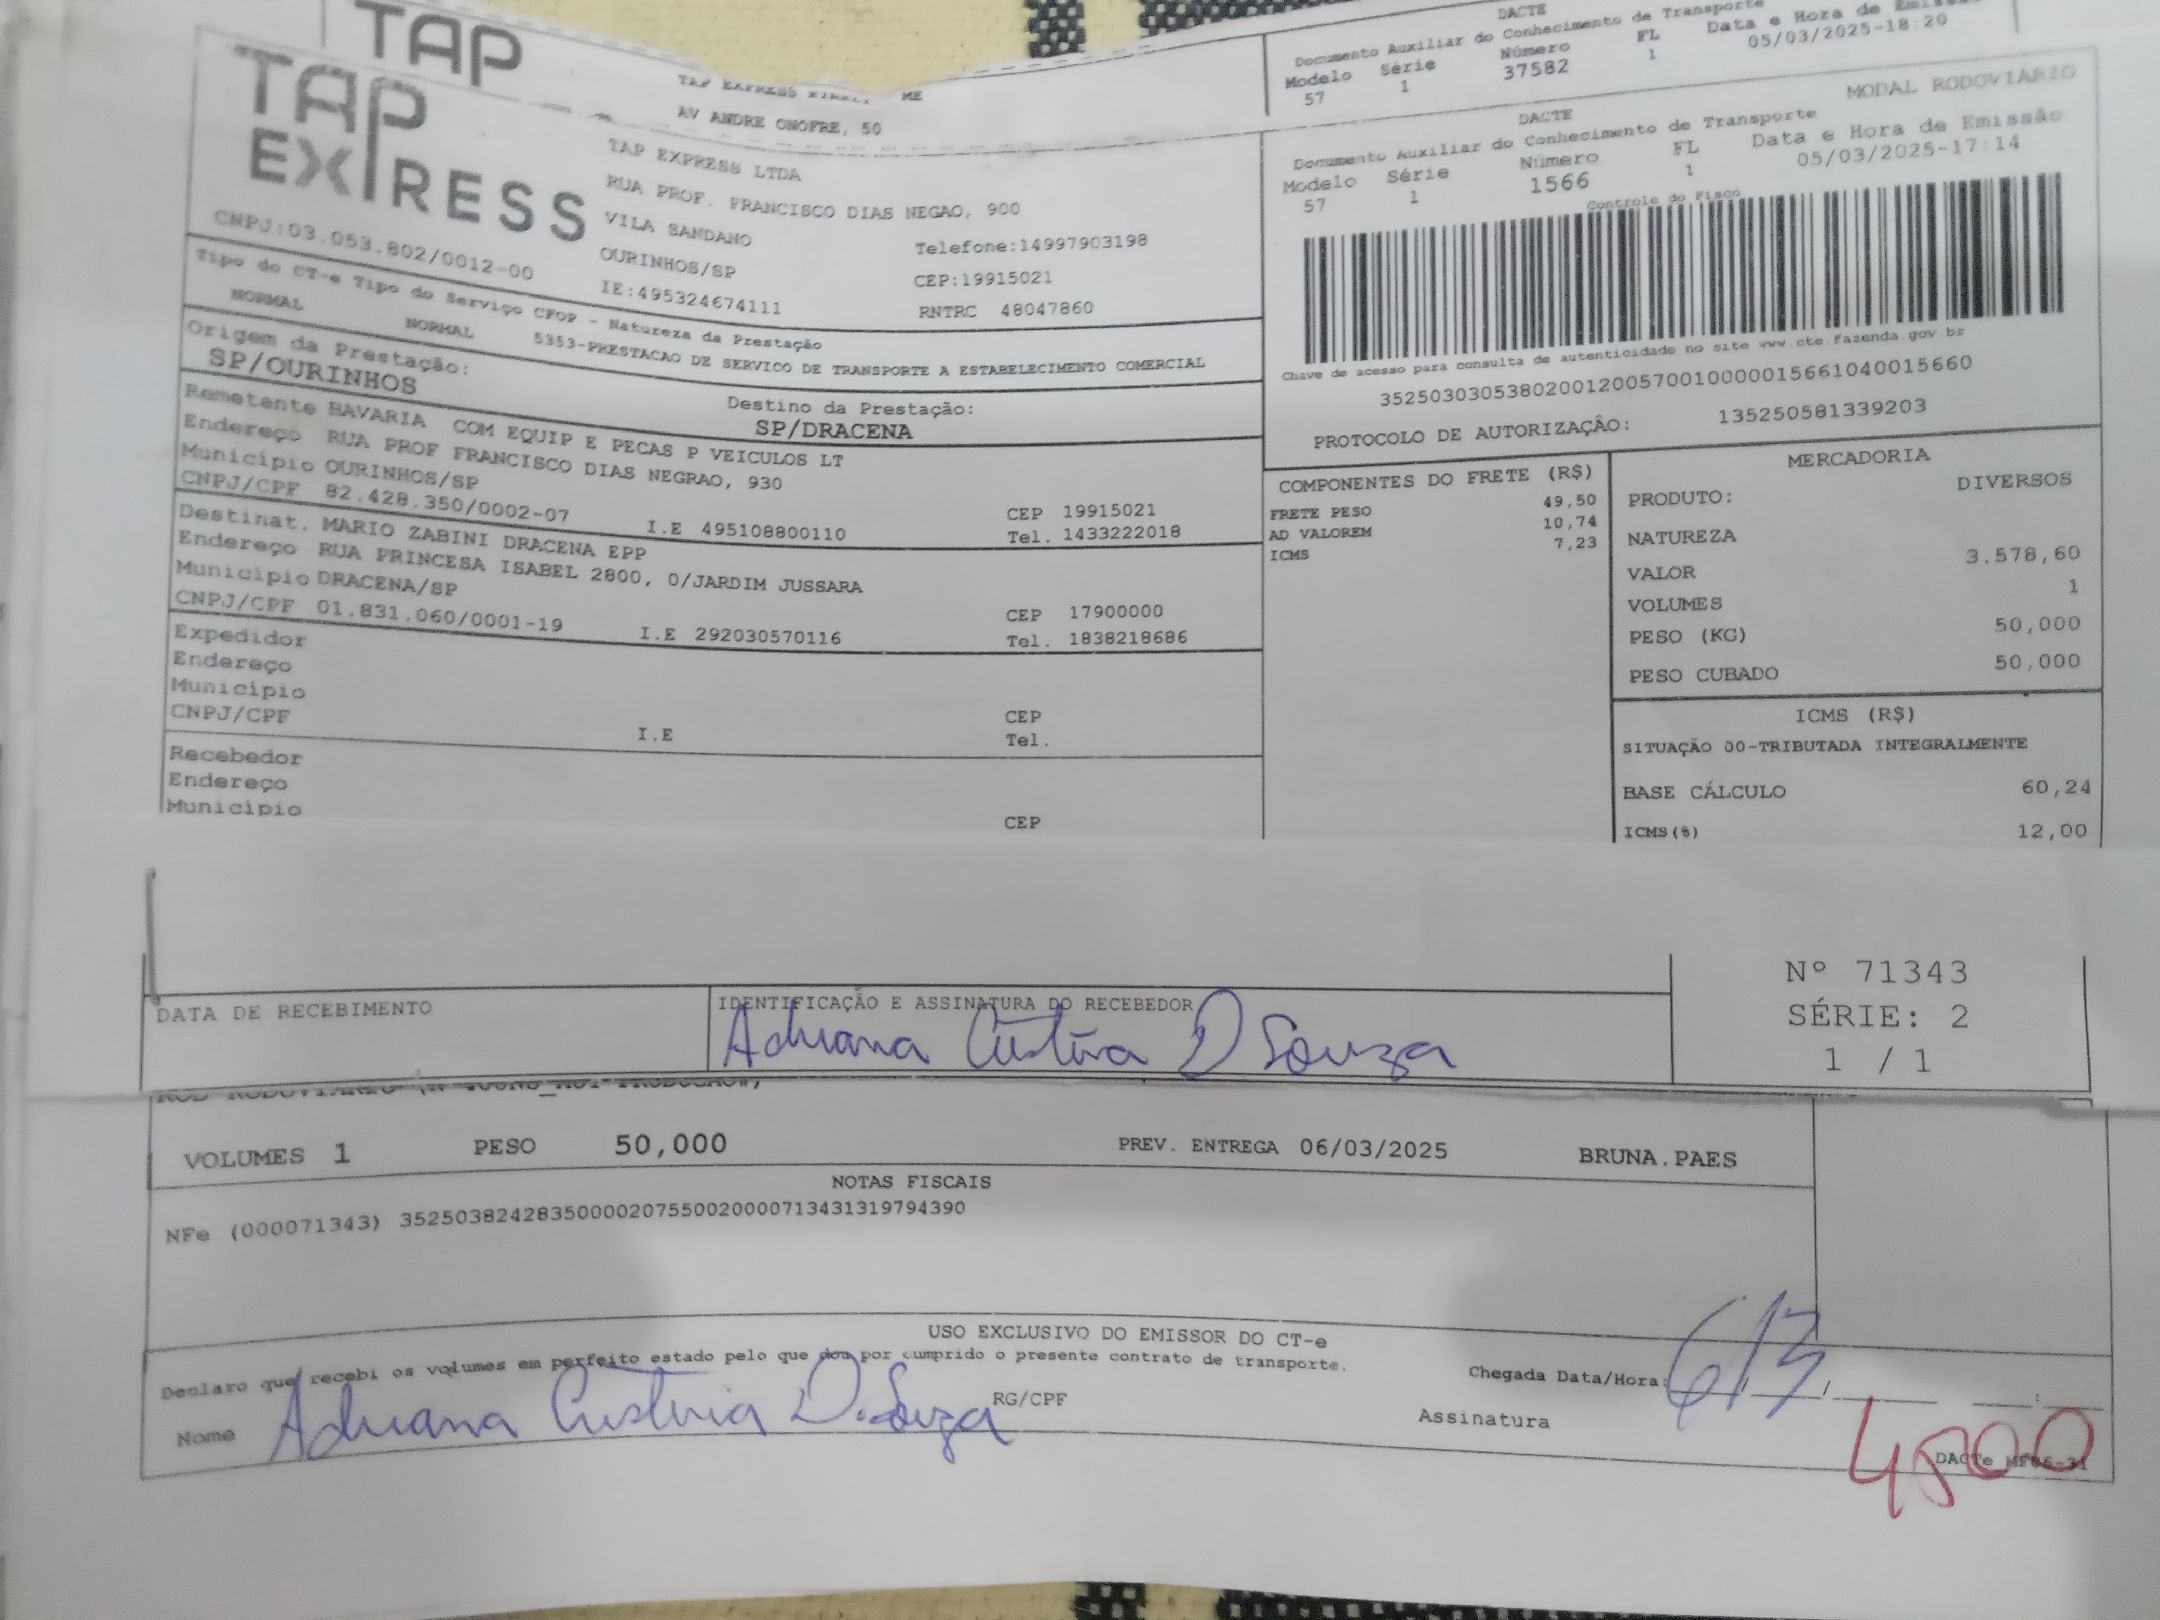 TAP
TAP EXPRESS EIRELI ME
AV ANDRE ONOFRE, 50
DACTE
Documento Auxiliar do Conhecimento de Transporte
Modelo Série Número FL Data e Hora de Emissão
57 1 37582 1 05/03/2025-18:20
MODAL RODOVIARIO
TAP EXPRESS
CNPJ:03.053.802/0012-00
TAP EXPRESS LTDA
RUA PROF. FRANCISCO DIAS NEGAO, 900
VILA SANDANO
OURINHOS/SP
IE:495324674111
Telefone:14997903198
CEP:19915021
RNTRC 48047860
DACTE
Documento Auxiliar do Conhecimento de Transporte
Modelo Série Número FL Data e Hora de Emissão
57 1 1566 1 05/03/2025-17:14
Controle do Fisco
Chave de acesso para consulta de autenticidade no site www.cte.fazenda.gov.br
35250303053802001200570010000015661040015660
PROTOCOLO DE AUTORIZAÇÃO: 135250581339203
Tipo do CT-e Tipo do Serviço CFOP - Natureza da Prestação
NORMAL NORMAL 5353-PRESTACAO DE SERVICO DE TRANSPORTE A ESTABELECIMENTO COMERCIAL
Origem da Prestação:
SP/OURINHOS
Destino da Prestação:
SP/DRACENA
Remetente BAVARIA COM EQUIP E PECAS P VEICULOS LT
Endereço RUA PROF FRANCISCO DIAS NEGRAO, 930
Município OURINHOS/SP CEP 19915021
CNPJ/CPF 82.428.350/0002-07 I.E 495108800110 Tel. 1433222018
Destinat. MARIO ZABINI DRACENA EPP
Endereço RUA PRINCESA ISABEL 2800, 0/JARDIM JUSSARA
Município DRACENA/SP CEP 17900000
CNPJ/CPF 01.831.060/0001-19 I.E 292030570116 Tel. 1838218686
Expedidor
Endereço
Município CEP
CNPJ/CPF I.E Tel.
Recebedor
Endereço
Município CEP
COMPONENTES DO FRETE (R$)
FRETE PESO 49,50
AD VALOREM 10,74
ICMS 7,23
MERCADORIA
PRODUTO: DIVERSOS
NATUREZA
VALOR 3.578,60
VOLUMES 1
PESO (KG) 50,000
PESO CUBADO 50,000
ICMS (R$)
SITUAÇÃO 00-TRIBUTADA INTEGRALMENTE
BASE CÁLCULO 60,24
ICMS(%) 12,00
DATA DE RECEBIMENTO
IDENTIFICAÇÃO E ASSINATURA DO RECEBEDOR
Adriana Cristina D Souza
Nº 71343
SÉRIE: 2
1 / 1
VOLUMES 1 PESO 50,000 PREV. ENTREGA 06/03/2025 BRUNA.PAES
NOTAS FISCAIS
NFe (000071343) 35250382428350000207550020000713431319794390
USO EXCLUSIVO DO EMISSOR DO CT-e
Declaro que recebi os volumes em perfeito estado pelo que dou por cumprido o presente contrato de transporte.
Chegada Data/Hora: 6/3
Nome Adriana Cristina D. Souza RG/CPF
Assinatura